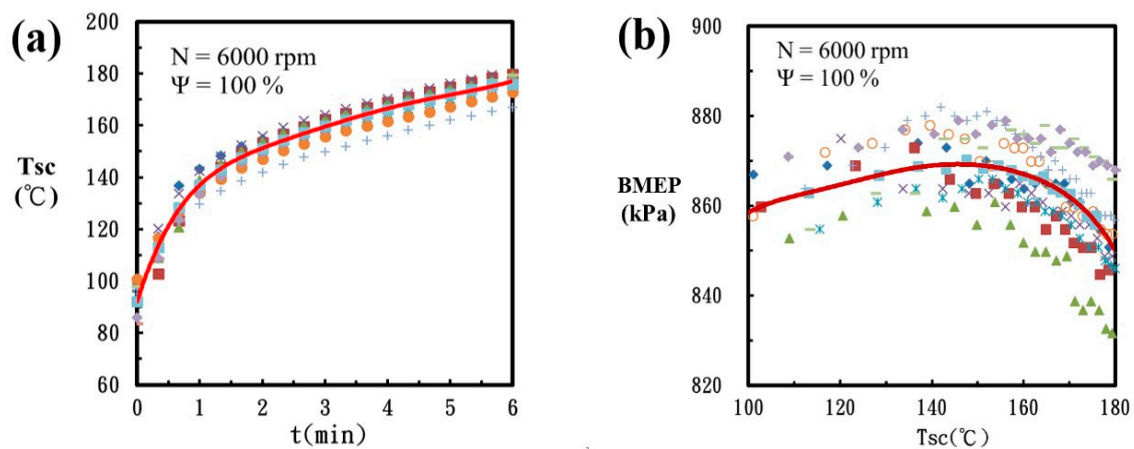 (a)
N = 6000 rpm
Ψ = 100 %
Tsc
(℃)
200
180
160
140
120
100
80
60
0
1
2
3
4
5
6
t(min)
(b)
N = 6000 rpm
Ψ = 100 %
BMEP
(kPa)
900
880
860
840
820
100
120
140
160
180
Tsc(℃)